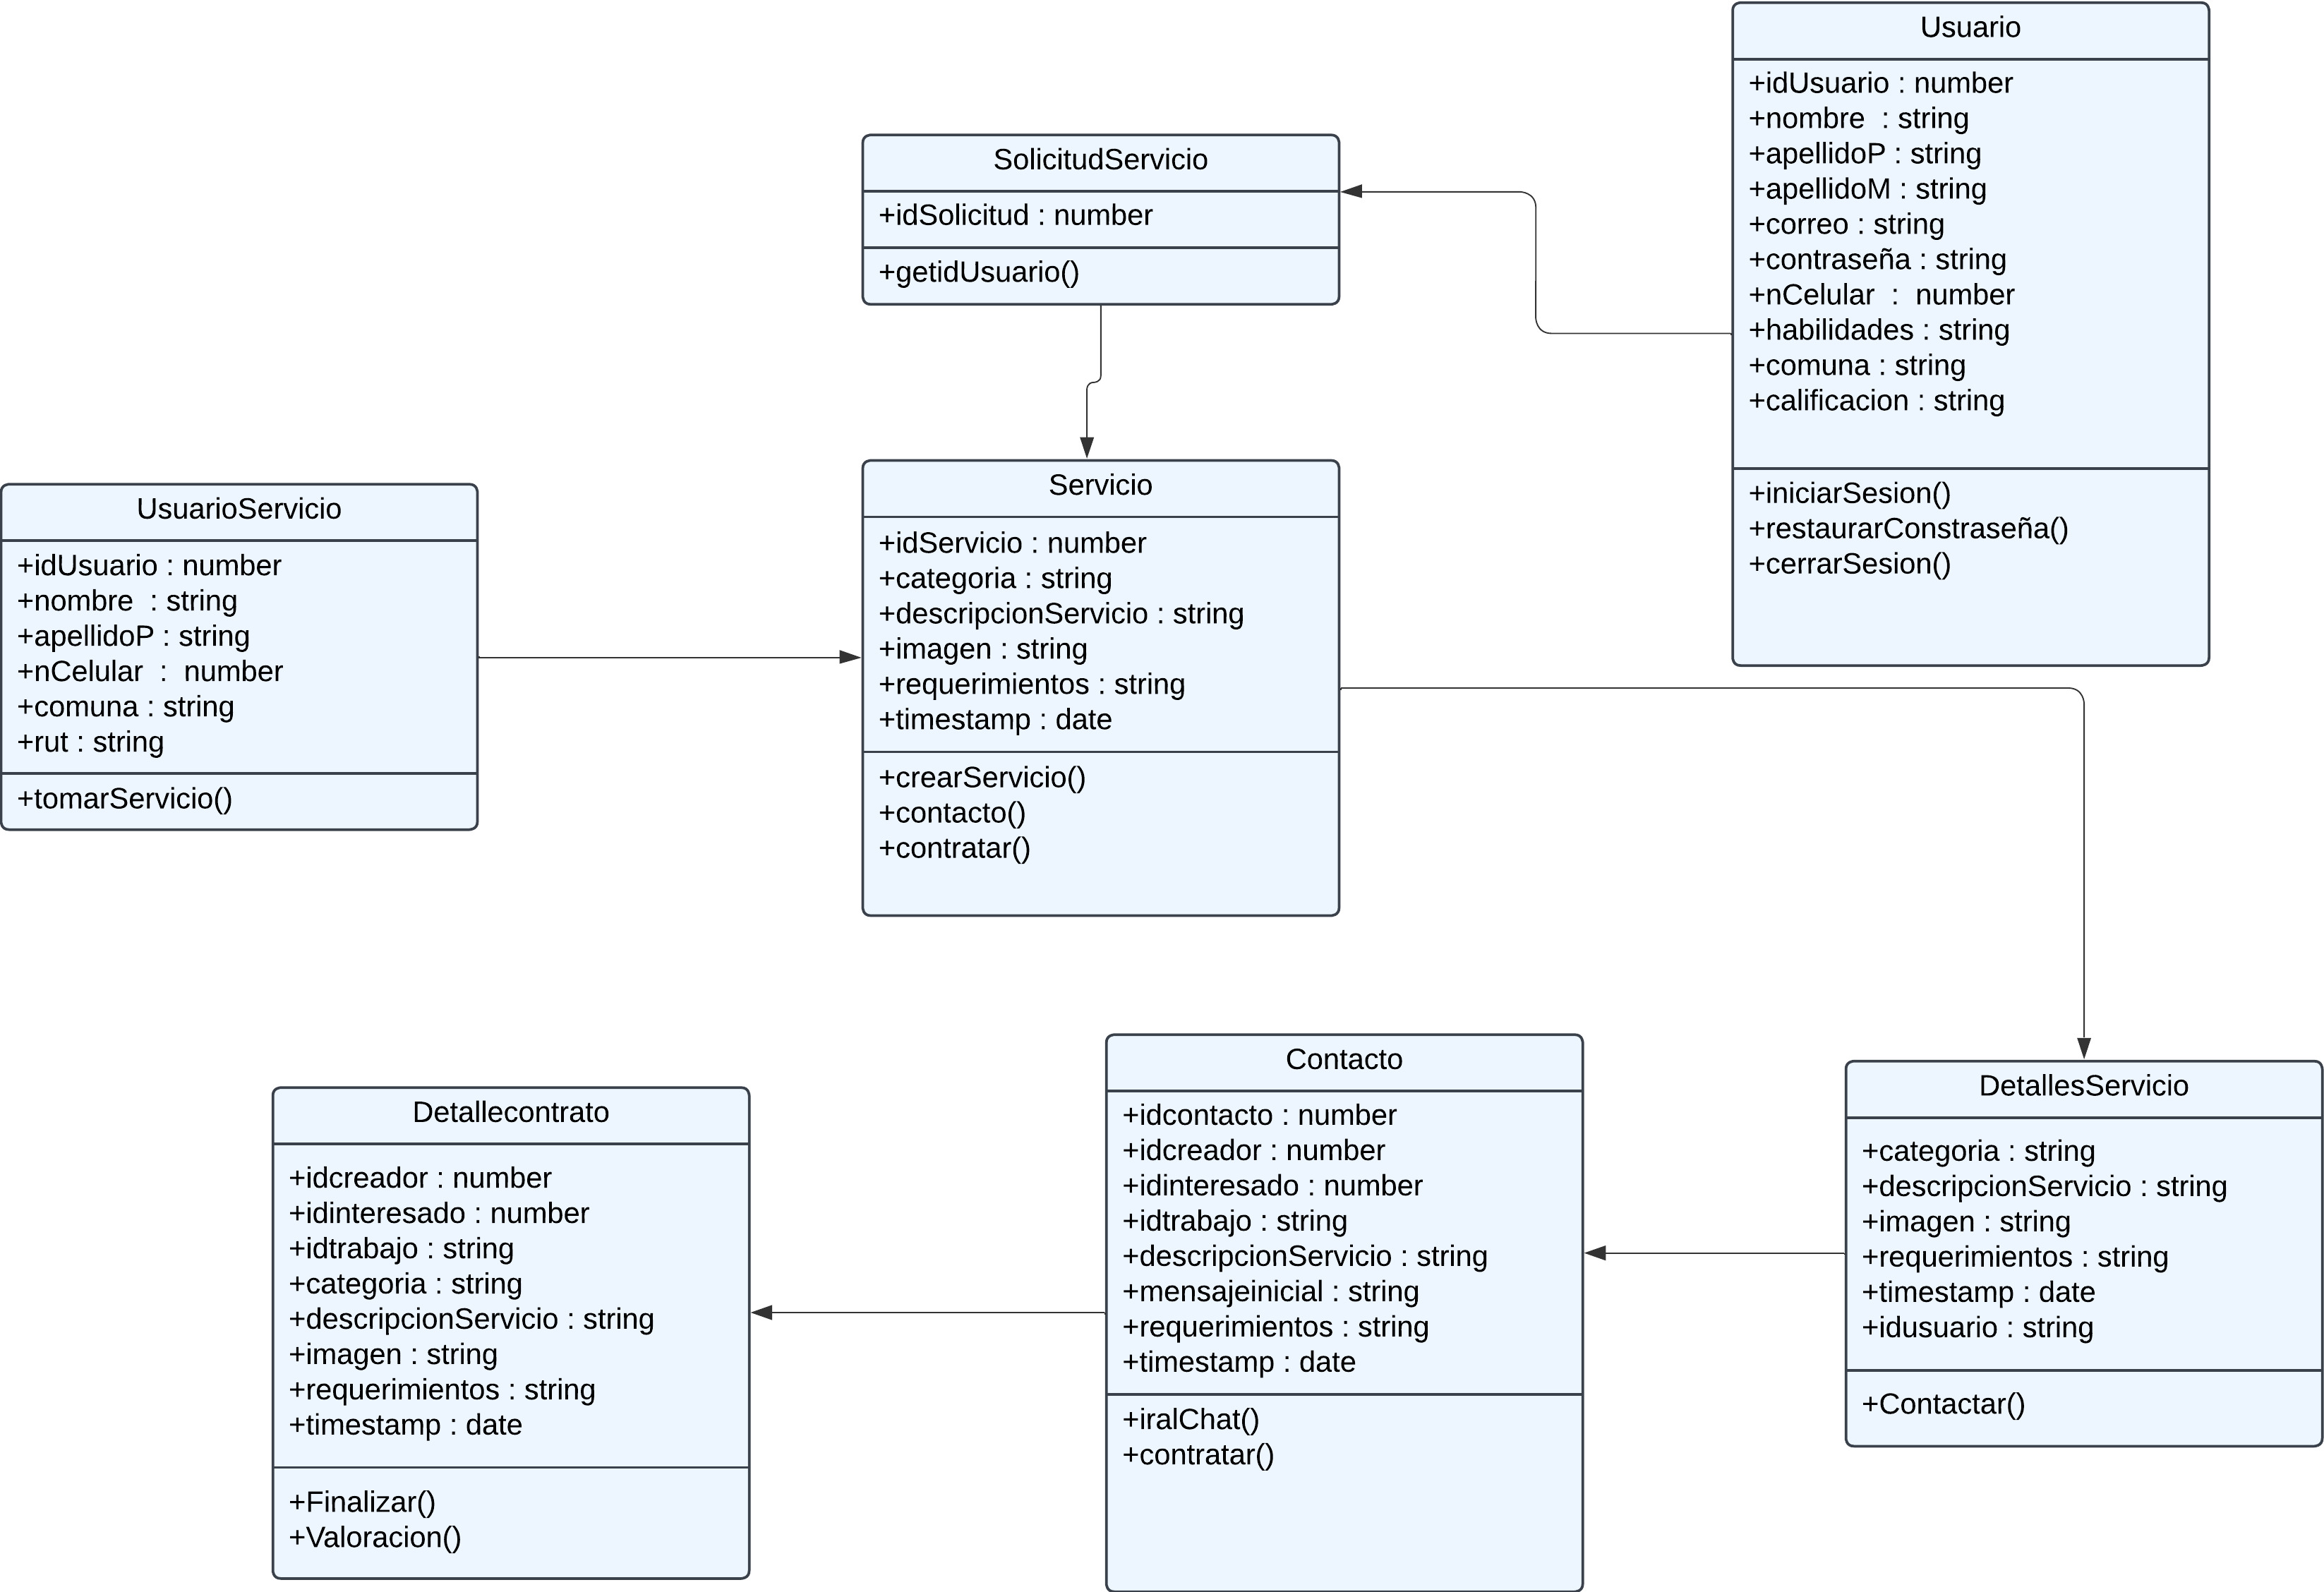 Usuario
+idUsuario : number
+nombre  : string
+apellidoP : string
+apellidoM : string
+correo : string
+contraseña : string
+nCelular  :  number
+habilidades : string
+comuna : string
+calificacion : string
+iniciarSesion()
+restaurarConstraseña()
+cerrarSesion()
SolicitudServicio
+idSolicitud : number
+getidUsuario()
UsuarioServicio
+idUsuario : number
+nombre  : string
+apellidoP : string
+nCelular  :  number
+comuna : string
+rut : string
+tomarServicio()
Servicio
+idServicio : number
+categoria : string
+descripcionServicio : string
+imagen : string
+requerimientos : string
+timestamp : date
+crearServicio()
+contacto()
+contratar()
Detallecontrato
+idcreador : number
+idinteresado : number
+idtrabajo : string
+categoria : string
+descripcionServicio : string
+imagen : string
+requerimientos : string
+timestamp : date
+Finalizar()
+Valoracion()
Contacto
+idcontacto : number
+idcreador : number
+idinteresado : number
+idtrabajo : string
+descripcionServicio : string
+mensajeinicial : string
+requerimientos : string
+timestamp : date
+iralChat()
+contratar()
DetallesServicio
+categoria : string
+descripcionServicio : string
+imagen : string
+requerimientos : string
+timestamp : date
+idusuario : string
+Contactar()